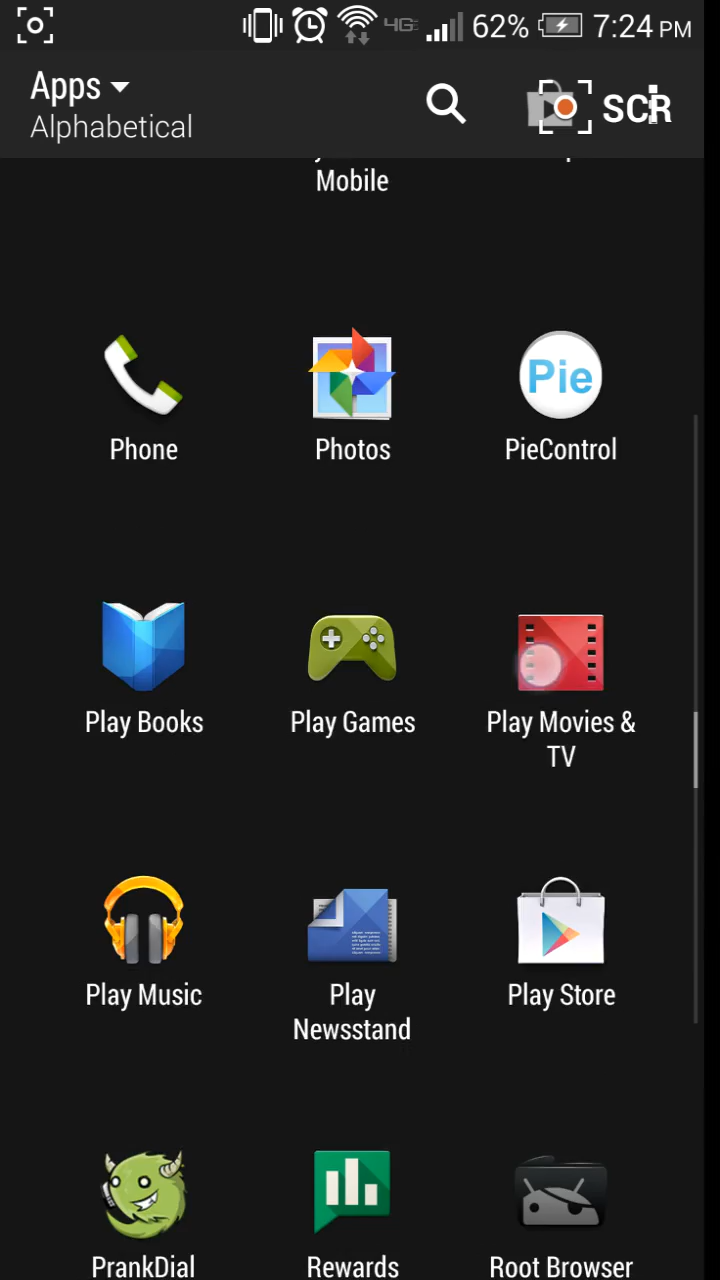 4G 62% 7:24 PM
Apps
SCR
Alphabetical
Mobile
Phone
Photos
Pie
PieControl
Play Books
Play Games
Play Movies &
TV
Play Music
Play
Newsstand
Play Store
PrankDial
Rewards
Root Browser